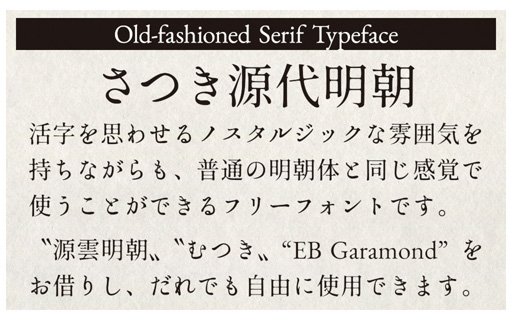 Old-fashioned Serif Typeface
さつき源代明朝
活字を思わせるノスタルジックな雰囲気を
持ちながらも、普通の明朝体と同じ感覚で
使うことができるフリーフォントです。
〝源雲明朝〟〝むつき〟“EB Garamond” を
お借りし、だれでも自由に使用できます。